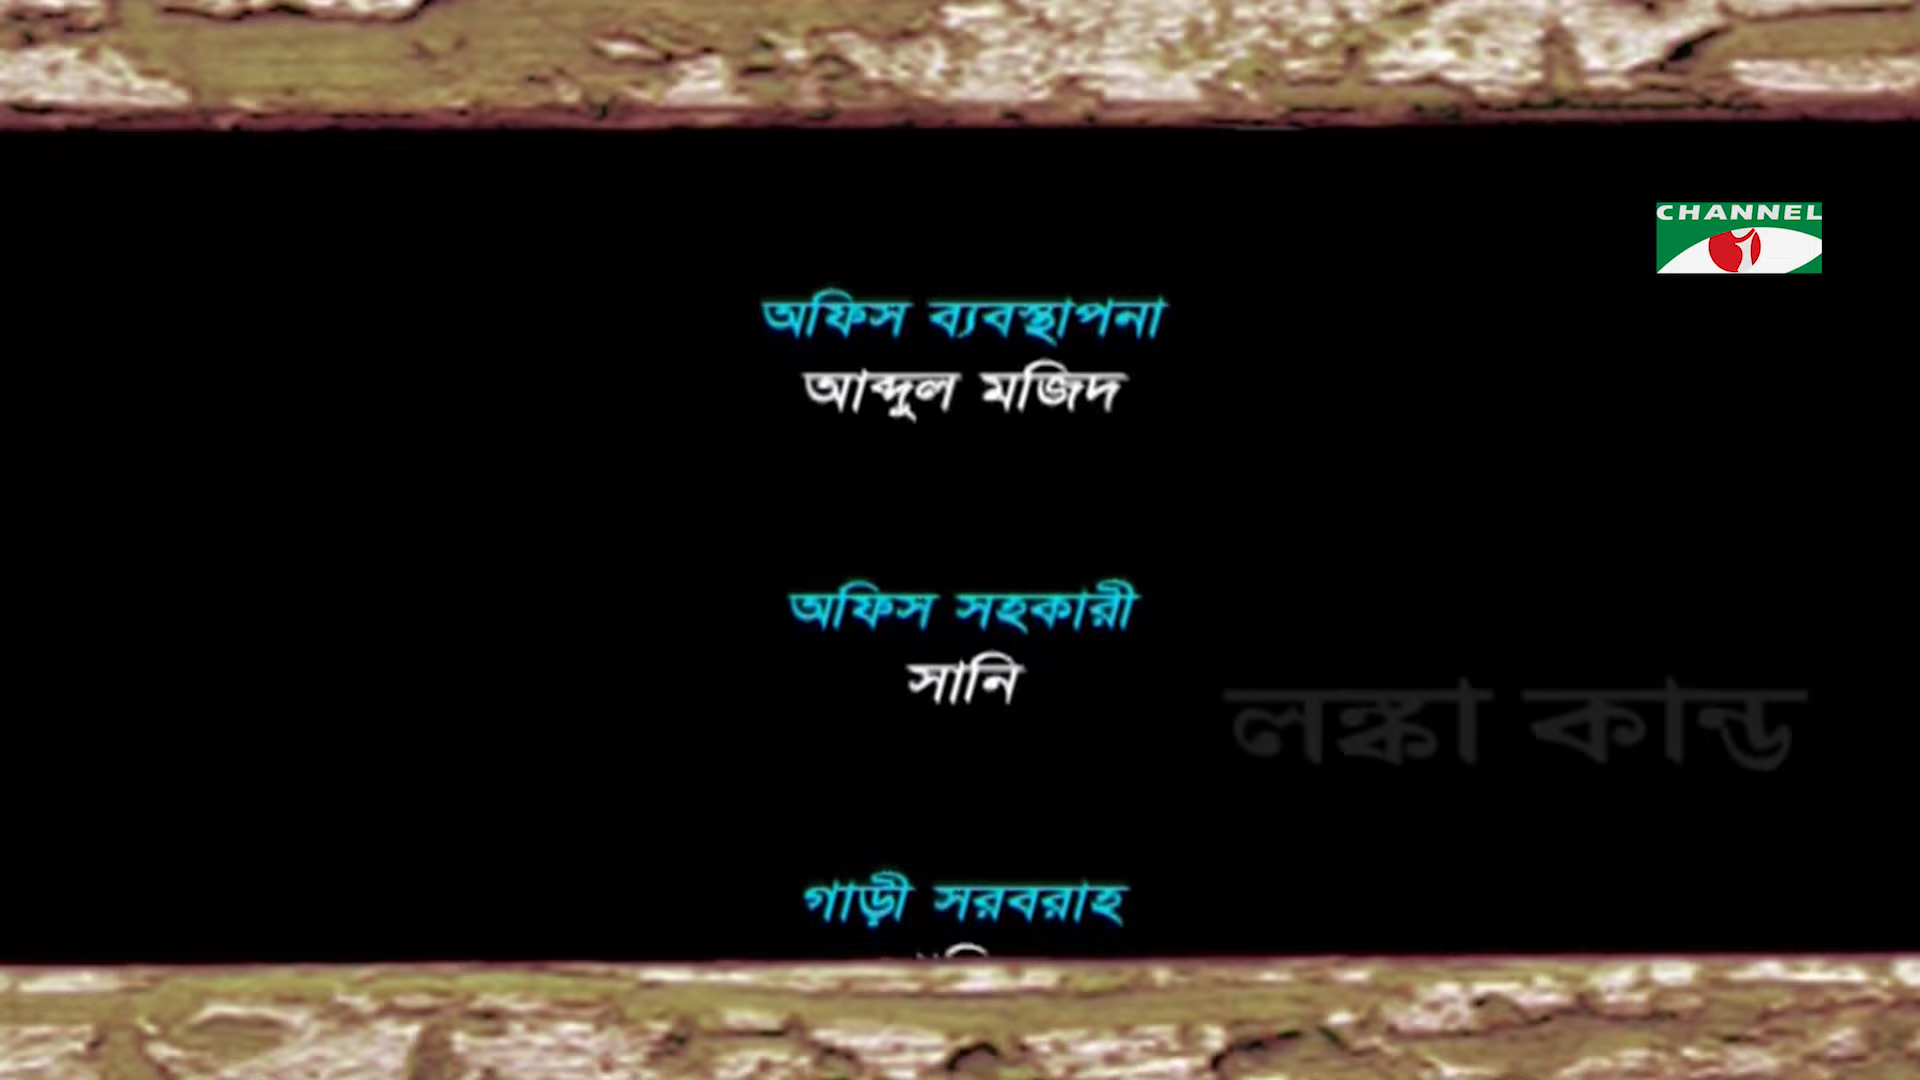 CHANNEL
অফিস ব্যবস্থাপনা
আব্দুল মজিদ
অফিস সহকারী
সানি
লঙ্কা কান্ড
গাড়ী সরবরাহ